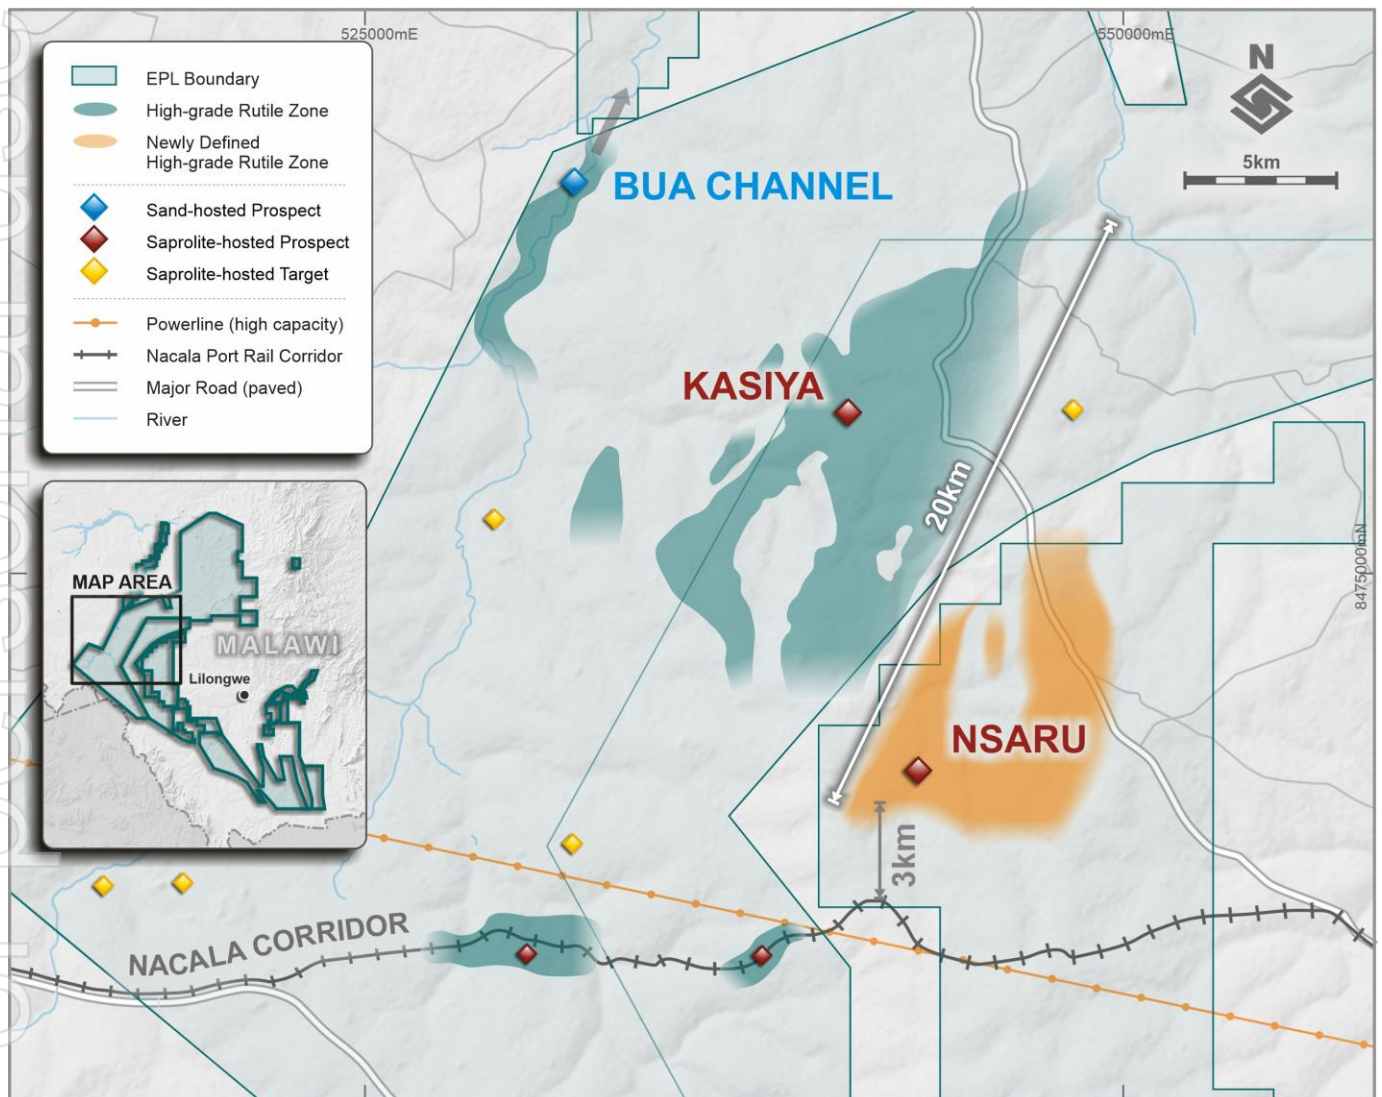 525000mE
550000mE
EPL Boundary
High-grade Rutile Zone
Newly Defined
High-grade Rutile Zone
Sand-hosted Prospect
Saprolite-hosted Prospect
Saprolite-hosted Target
Powerline (high capacity)
Nacala Port Rail Corridor
Major Road (paved)
River
N
5km
BUA CHANNEL
KASIYA
20km
8475000mN
MAP AREA
MALAWI
Lilongwe
NSARU
3km
NACALA CORRIDOR